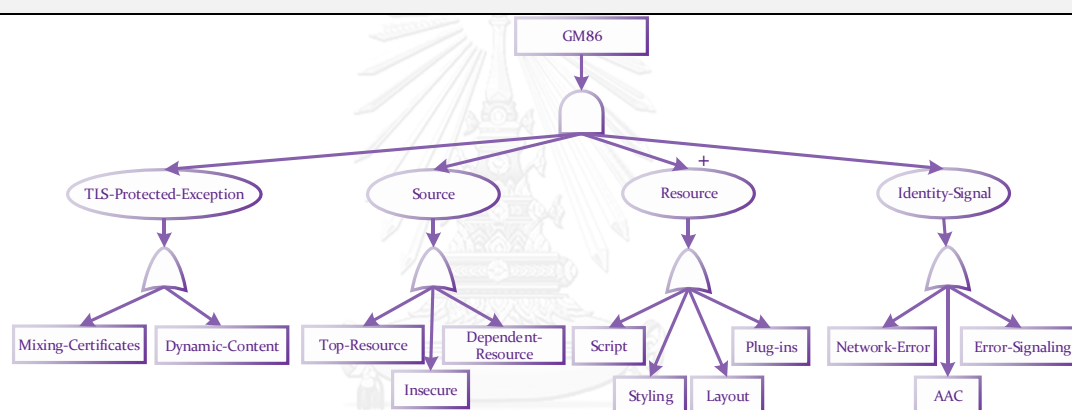 GM86
+
TLS-Protected-Exception
Source
Resource
Identity-Signal
Mixing-Certificates
Dynamic-Content
Top-Resource
Insecure
Dependent-
Resource
Script
Styling
Layout
Plug-ins
Network-Error
AAC
Error-Signaling